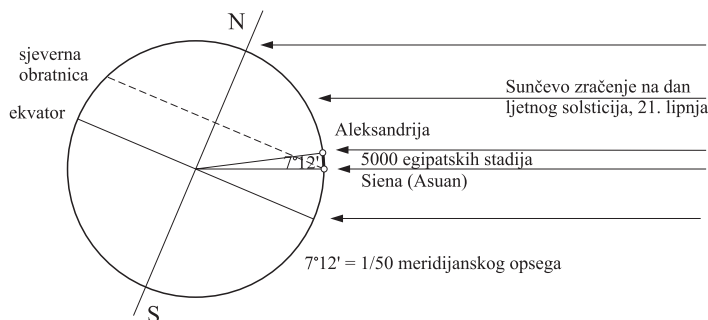 N
sjeverna
obratnica
ekvator
Sunčevo zračenje na dan
ljetnog solsticija, 21. lipnja
Aleksandrija
7°12'
5000 egipatskih stadija
Siena (Asuan)
7°12' = 1/50 meridijanskog opsega
S